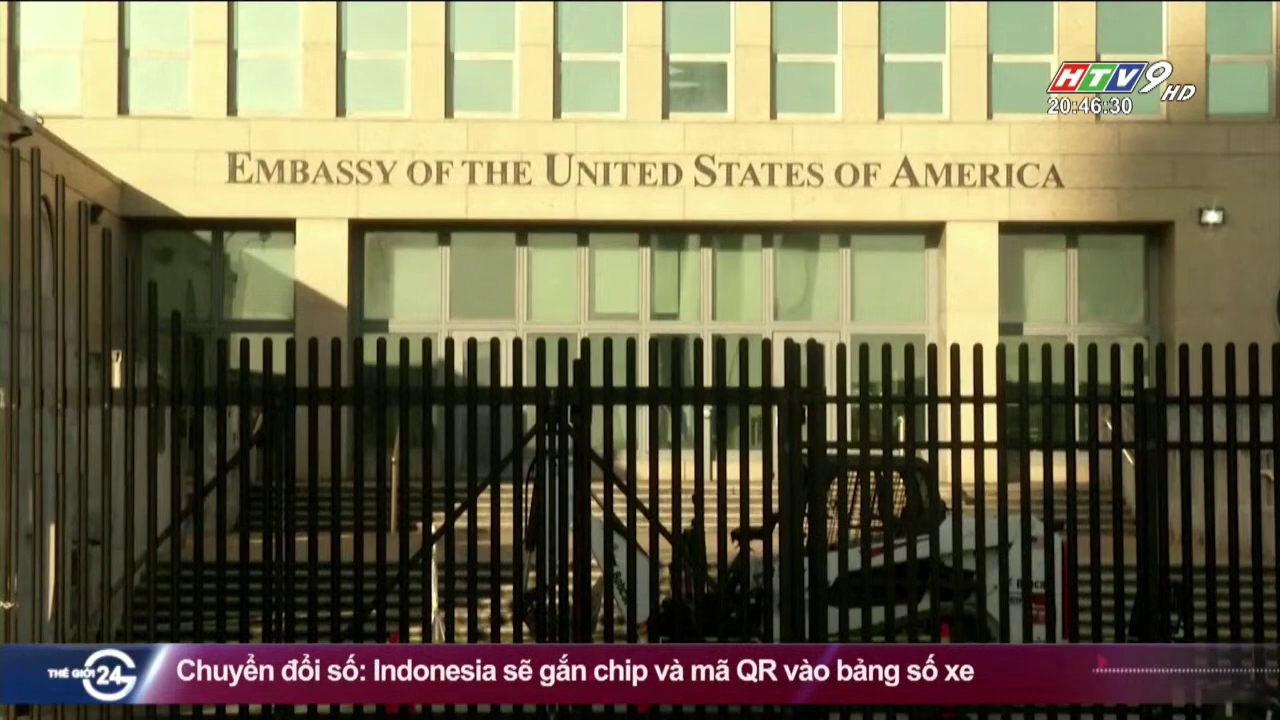 HTV9 HD
20:46:30
EMBASSY OF THE UNITED STATES OF AMERICA
THẾ GIỚI 24G
Chuyển đổi số: Indonesia sẽ gắn chip và mã QR vào bảng số xe